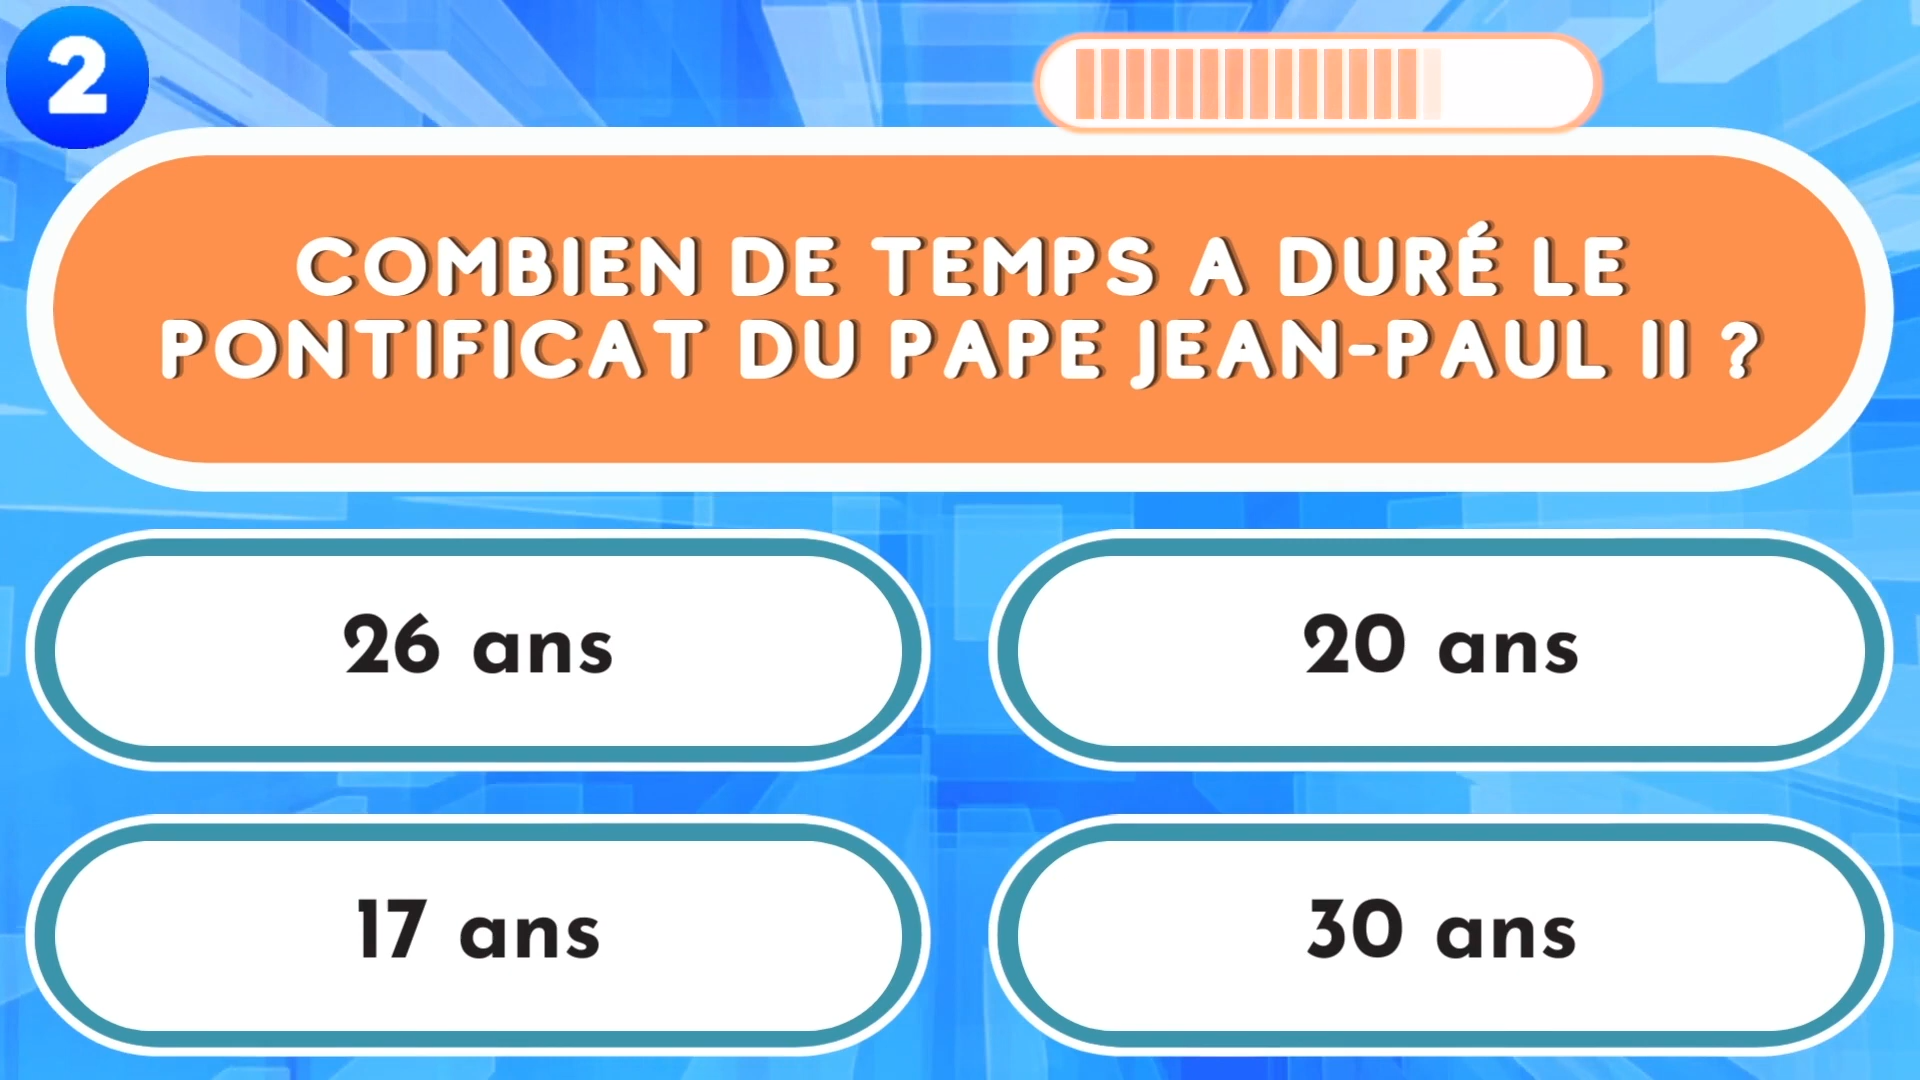 2
COMBIEN DE TEMPS A DURÉ LE
PONTIFICAT DU PAPE JEAN-PAUL II ?
26 ans
20 ans
17 ans
30 ans